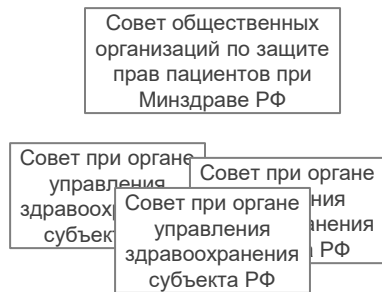 Совет общественных
организаций по защите
прав пациентов при
Минздраве РФ
Совет при органе
управления
Совет при органе
РФ
Совет при органе
управления
здравоохранения
субъекта РФ